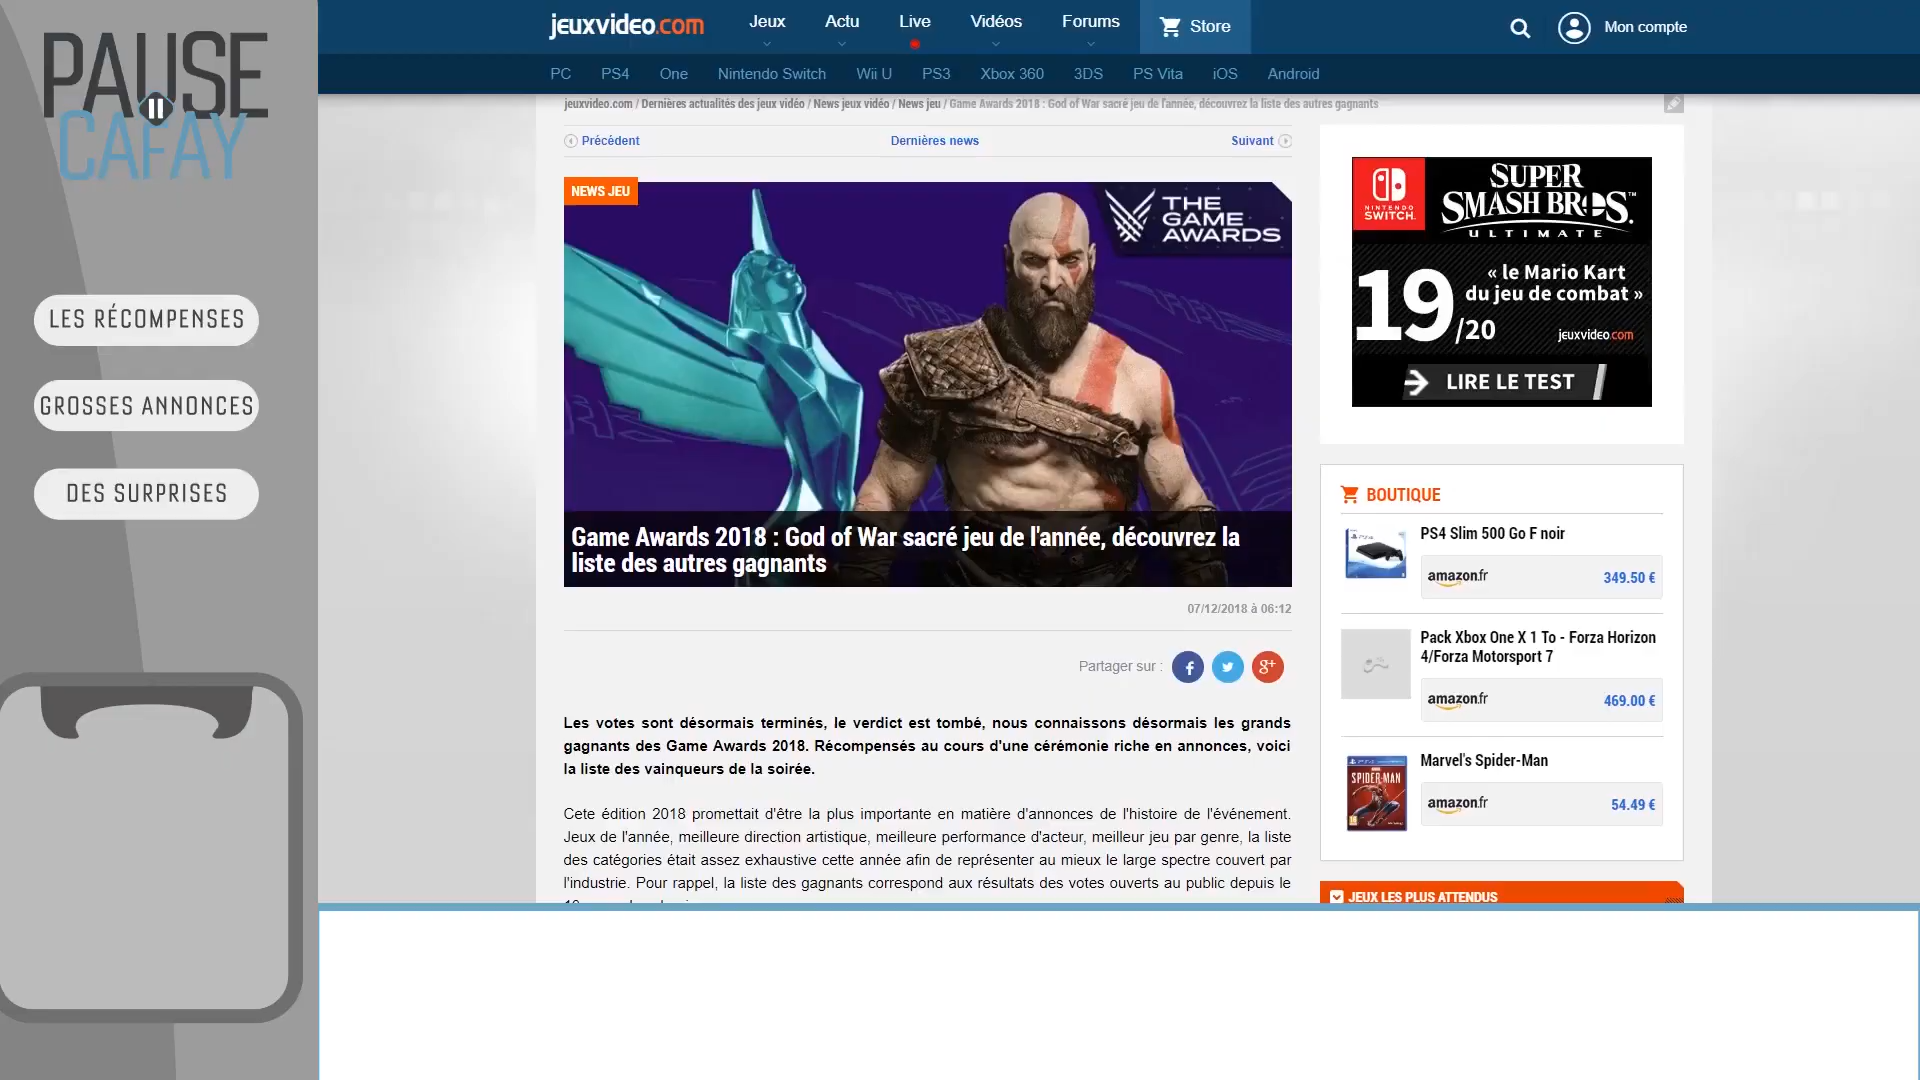 PAUSE
CAFAY
LES RÉCOMPENSES
GROSSES ANNONCES
DES SURPRISES
jeuxvideo.com
Jeux
Actu
Live
Vidéos
Forums
Store
Mon compte
PC
PS4
One
Nintendo Switch
Wii U
PS3
Xbox 360
3DS
PS Vita
iOS
Android
jeuxvideo.com / Dernières actualités des jeux vidéo / News jeux vidéo / News jeu / Game Awards 2018 : God of War sacré jeu de l'année, découvrez la liste des autres gagnants
Précédent
Dernières news
Suivant
NEWS JEU
THE
GAME
AWARDS
Game Awards 2018 : God of War sacré jeu de l'année, découvrez la
liste des autres gagnants
07/12/2018 à 06:12
Partager sur :
Les votes sont désormais terminés, le verdict est tombé, nous connaissons désormais les grands
gagnants des Game Awards 2018. Récompensés au cours d'une cérémonie riche en annonces, voici
la liste des vainqueurs de la soirée.
Cete édition 2018 promettait d'être la plus importante en matière d'annonces de l'histoire de l'événement.
Jeux de l'année, meilleure direction artistique, meilleure performance d'acteur, meilleur jeu par genre, la liste
des catégories était assez exhaustive cette année afin de représenter au mieux le large spectre couvert par
l'industrie. Pour rappel, la liste des gagnants correspond aux résultats des votes ouverts au public depuis le
NINTENDO
SWITCH
SUPER
SMASH BROS.™
ULTIMATE
19/20
« le Mario Kart
du jeu de combat »
jeuxvideo.com
LIRE LE TEST
BOUTIQUE
PS4 Slim 500 Go F noir
amazon.fr
349.50 €
Pack Xbox One X 1 To - Forza Horizon
4/Forza Motorsport 7
amazon.fr
469.00 €
Marvel's Spider-Man
SPIDER-MAN
amazon.fr
54.49 €
JEUX LES PLUS ATTENDUS